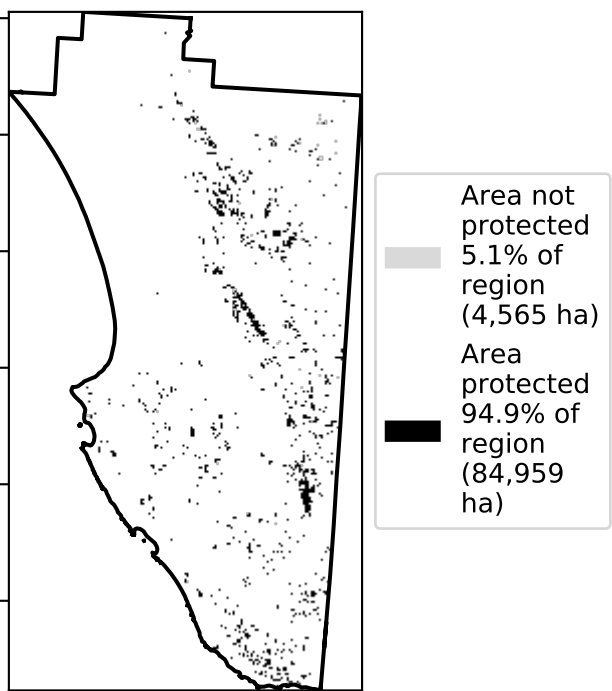 Area not
protected
5.1% of
region
(4,565 ha)
Area
protected
94.9% of
region
(84,959
ha)